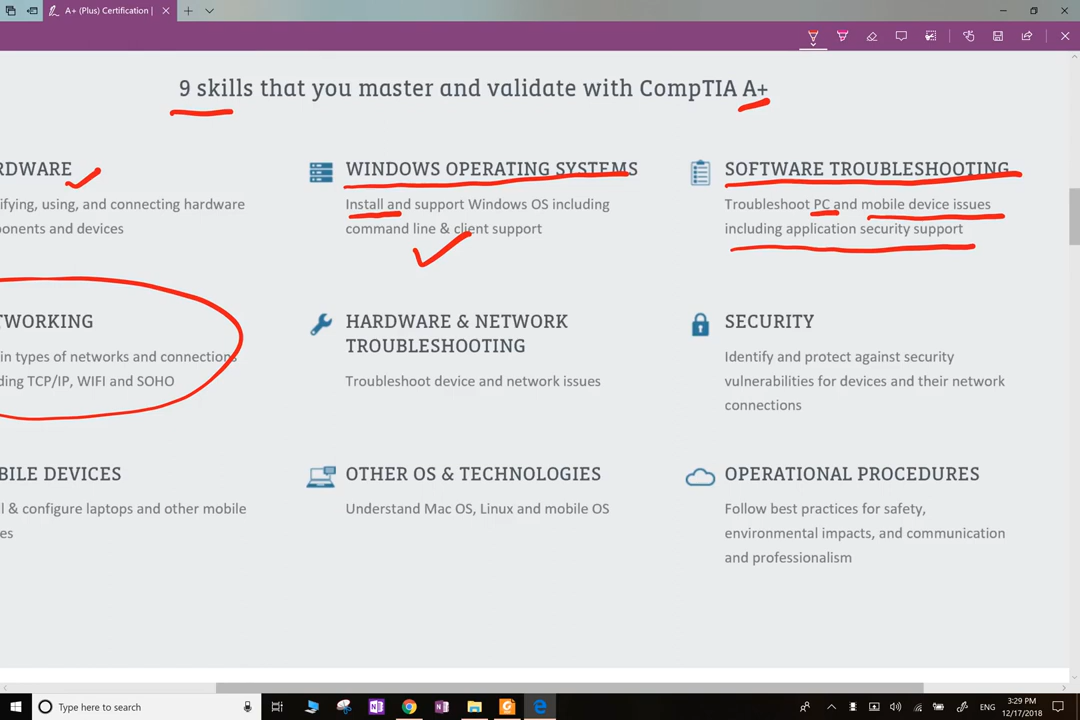 A+ (Plus) Certification |
9 skills that you master and validate with CompTIA A+
RDWARE
ifying, using, and connecting hardware
ponents and devices
WINDOWS OPERATING SYSTEMS
Install and support Windows OS including
command line & client support
SOFTWARE TROUBLESHOOTING
Troubleshoot PC and mobile device issues
including application security support
TWORKING
in types of networks and connections
ding TCP/IP, WIFI and SOHO
HARDWARE & NETWORK
TROUBLESHOOTING
Troubleshoot device and network issues
SECURITY
Identify and protect against security
vulnerabilities for devices and their network
connections
BILE DEVICES
ll & configure laptops and other mobile
es
OTHER OS & TECHNOLOGIES
Understand Mac OS, Linux and mobile OS
OPERATIONAL PROCEDURES
Follow best practices for safety,
environmental impacts, and communication
and professionalism
Type here to search
ENG
3:29 PM
12/17/2018